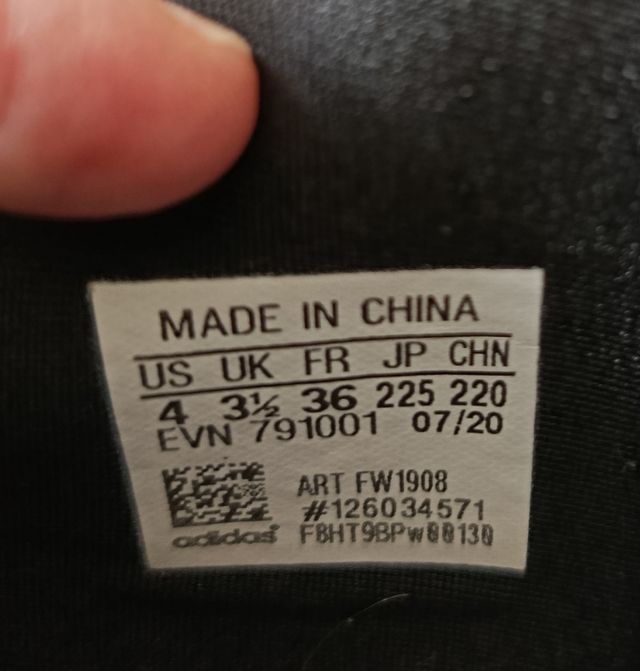 MADE IN CHINA
US UK FR JP CHN
4 3½ 36 225 220
EVN 791001 07/20
ART FW1908
#126034571
adidas